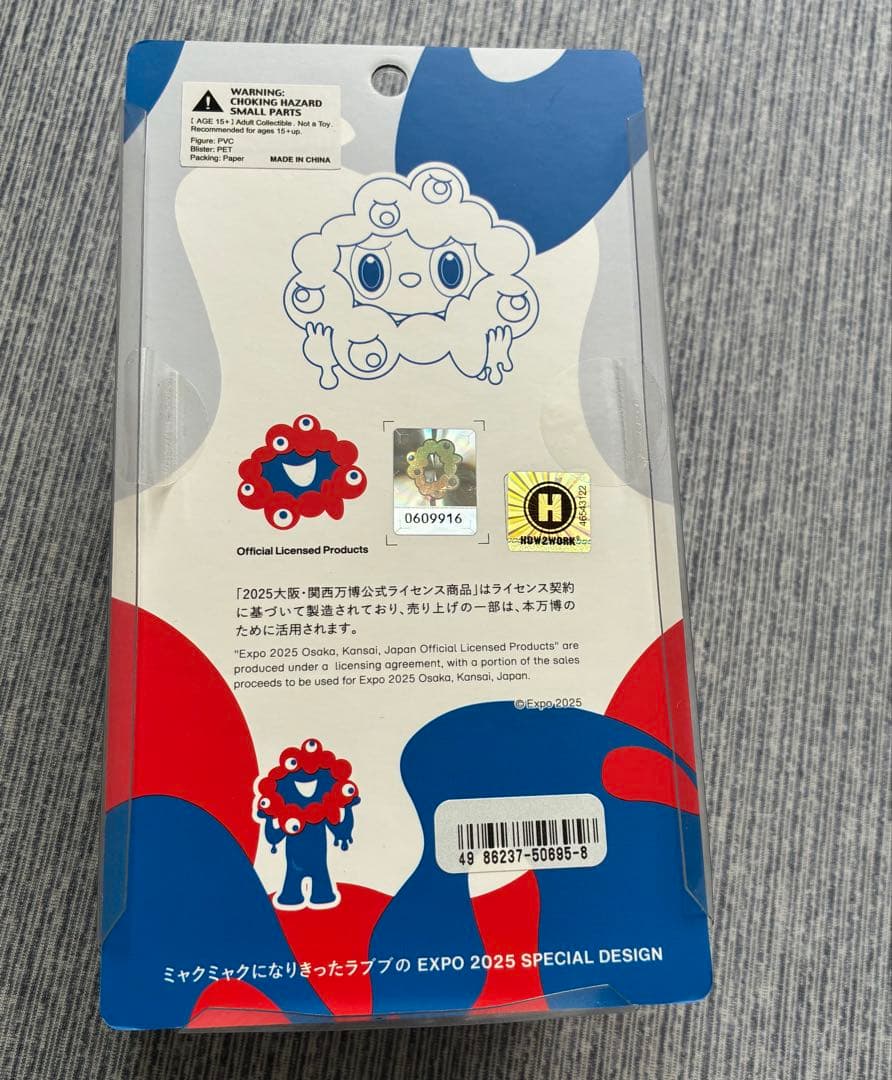 WARNING:
CHOKING HAZARD
SMALL PARTS
[ AGE 15+ ] Adult Collectible. Not a Toy.
Recommended for ages 15+up.
Figure: PVC
Blister: PET
Packing: Paper MADE IN CHINA
0609916
H
HOW2WORK
46543122
Official Licensed Products
「2025大阪・関西万博公式ライセンス商品」はライセンス契約
に基づいて製造されており、売り上げの一部は、本万博の
ために活用されます。
"Expo 2025 Osaka, Kansai, Japan Official Licensed Products" are
produced under a licensing agreement, with a portion of the sales
proceeds to be used for Expo 2025 Osaka, Kansai, Japan.
©Expo 2025
49 86237-50695-8
ミャクミャクになりきったラブブの EXPO 2025 SPECIAL DESIGN